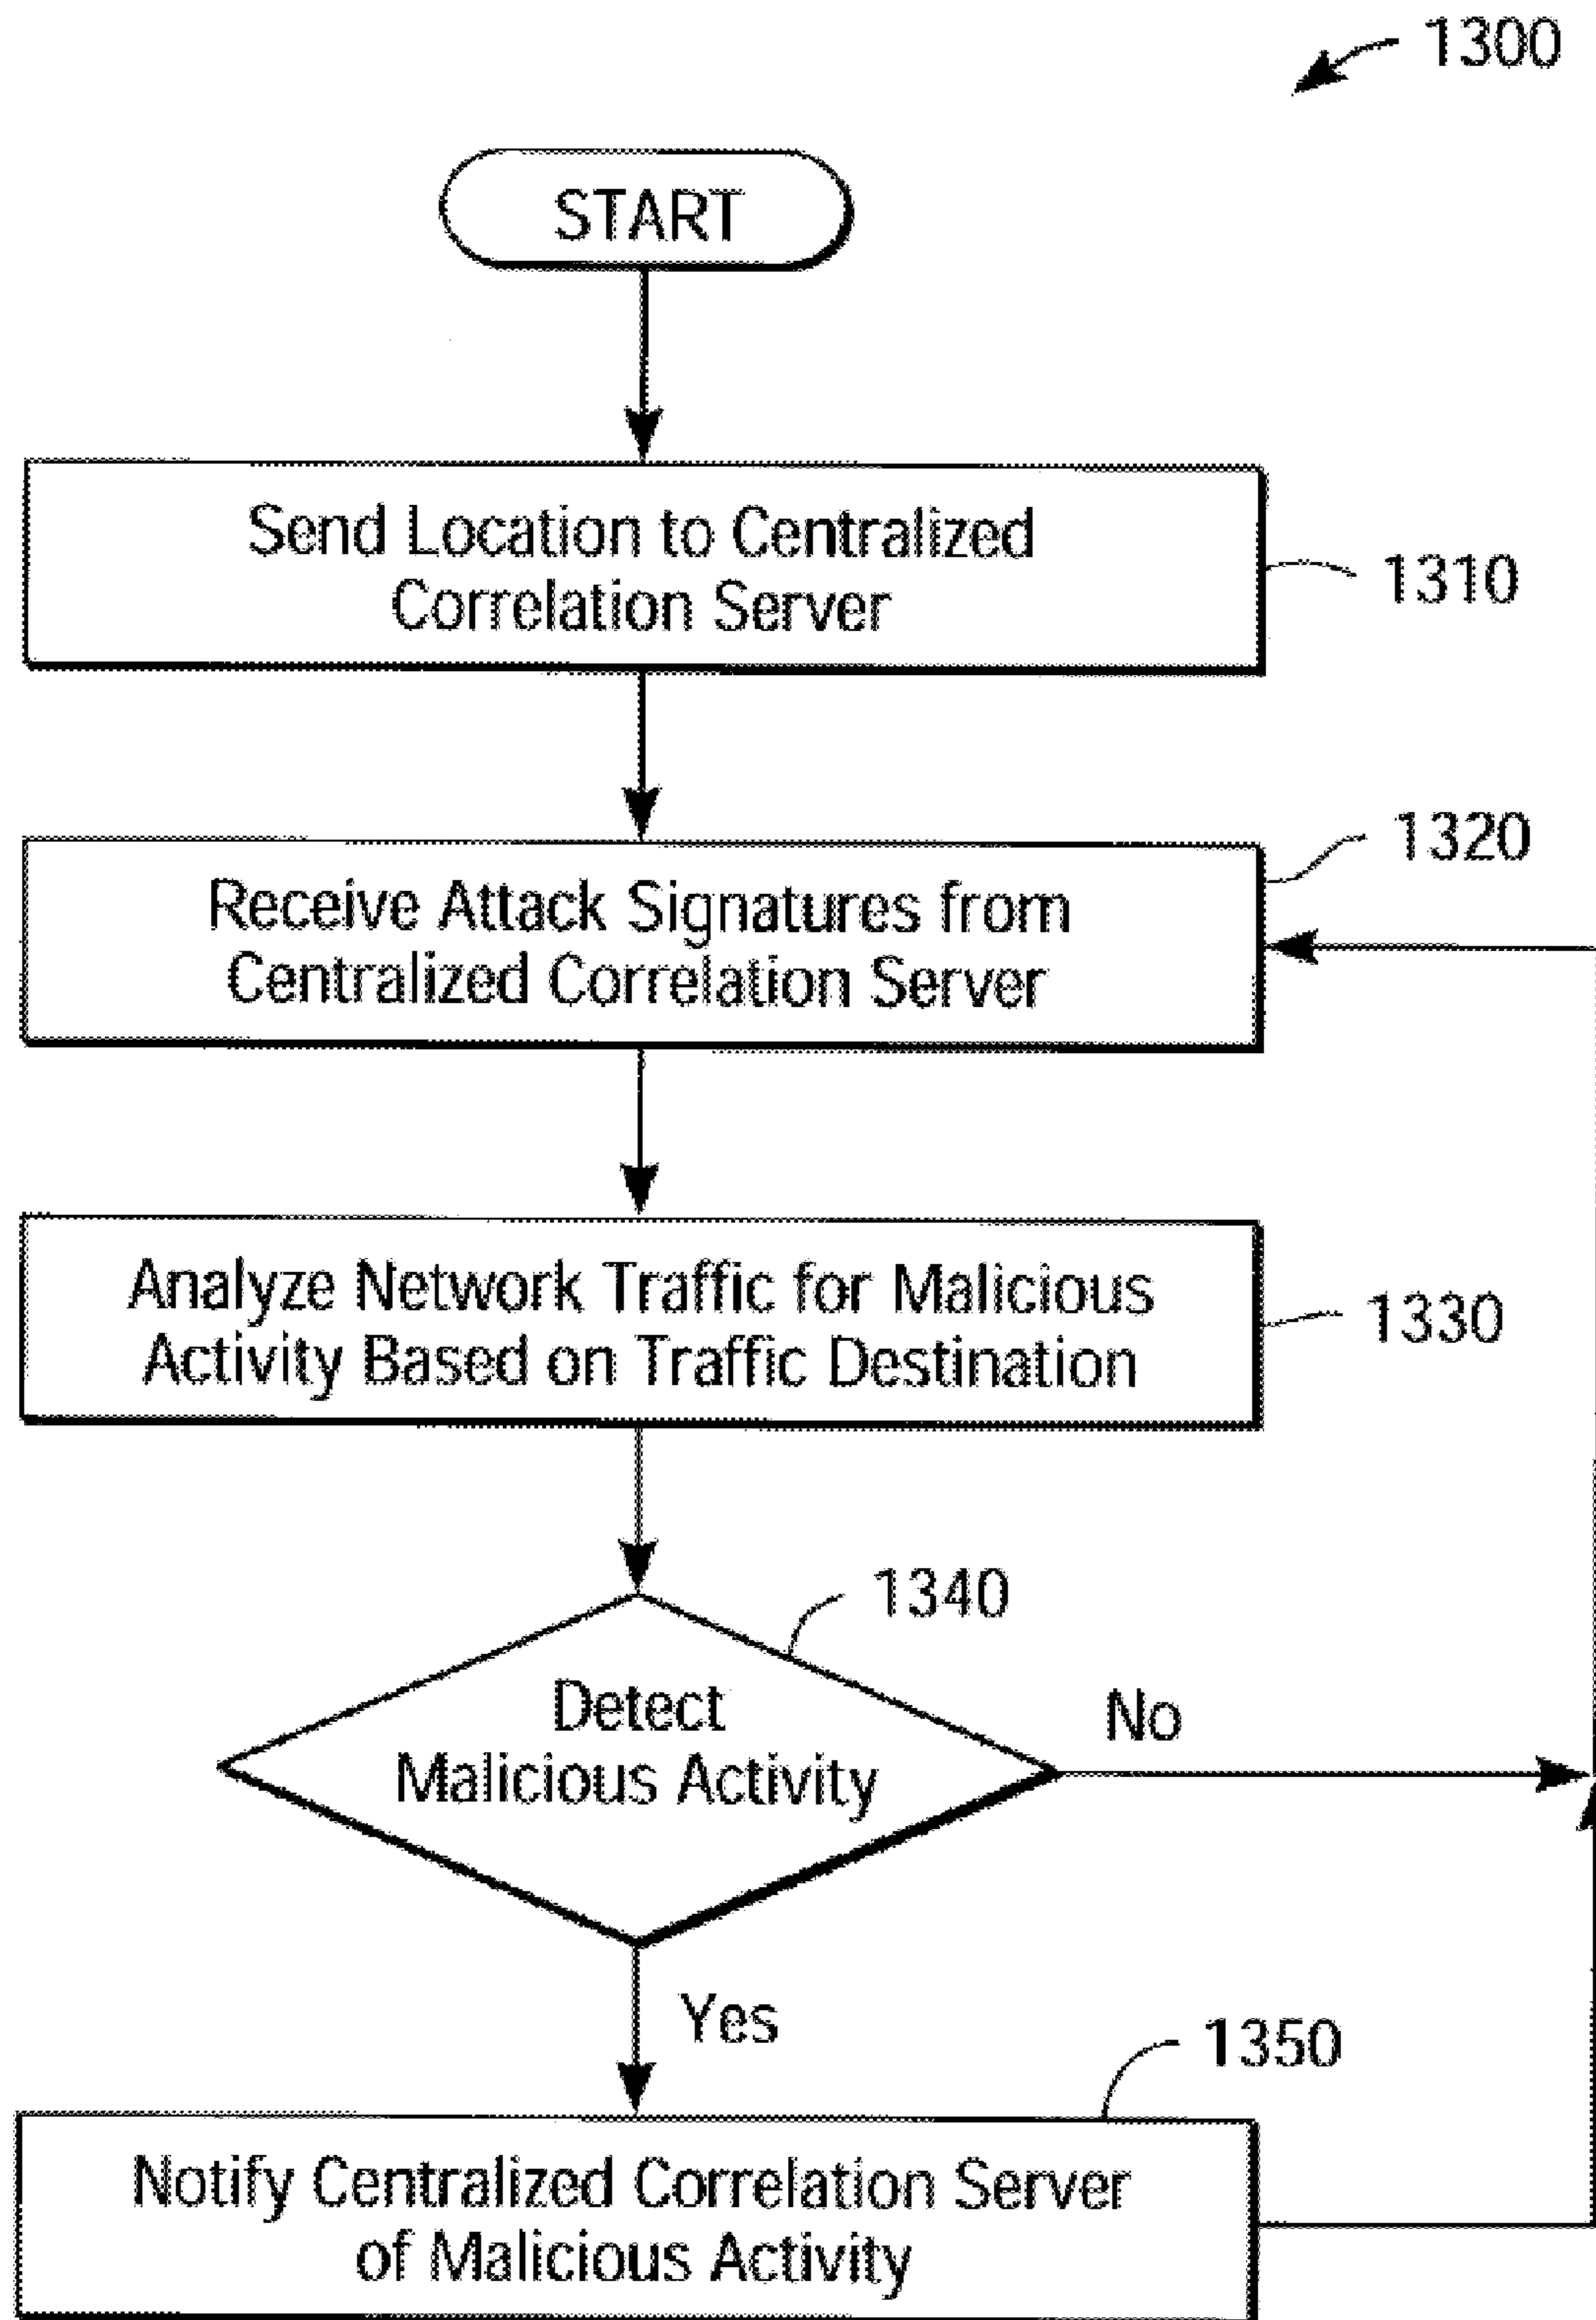 1300
START
Send Location to Centralized
Correlation Server
1310
1320
Receive Attack Signatures from
Centralized Correlation Server
Analyze Network Traffic for Malicious
Activity Based on Traffic Destination
1330
1340
Detect
Malicious Activity
No
Yes
1350
Notify Centralized Correlation Server
of Malicious Activity